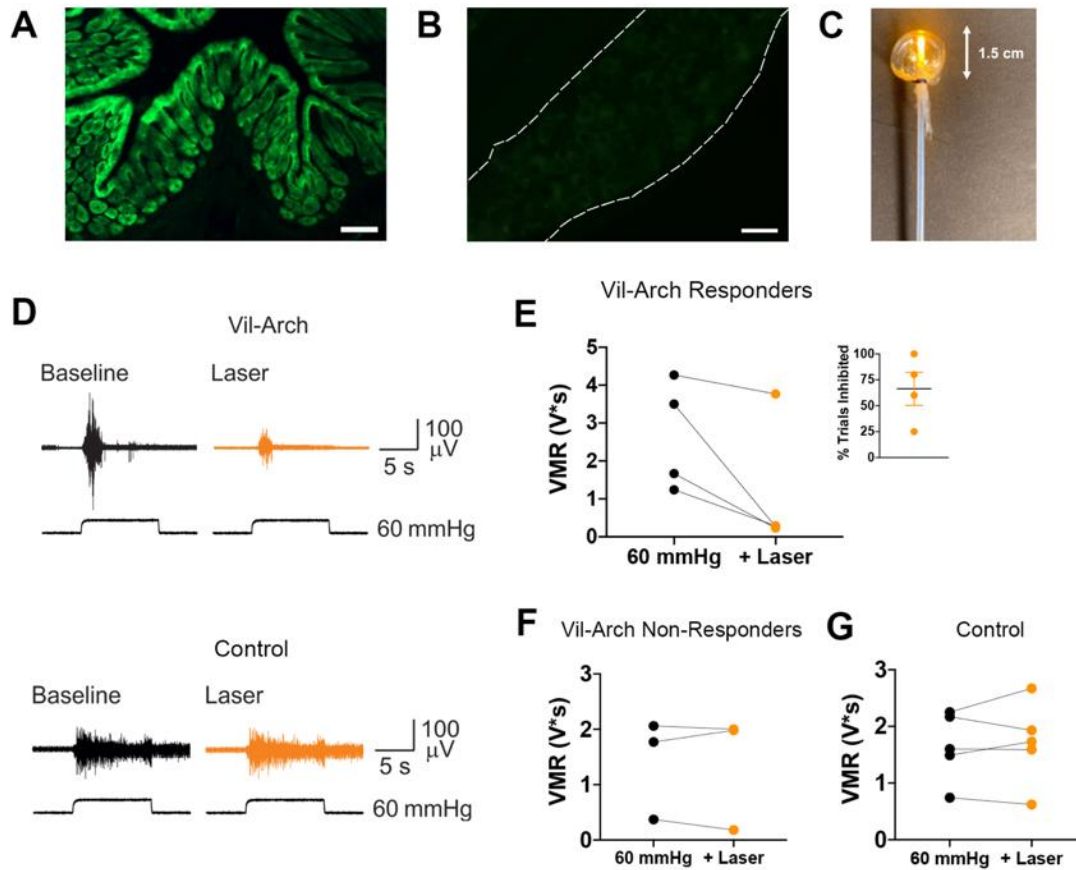 A
B
C
1.5 cm
D
Vil-Arch
Baseline
Laser
100
μV
5 s
60 mmHg
Control
Baseline
Laser
100
μV
5 s
60 mmHg
E
Vil-Arch Responders
VMR (V*s)
5
4
3
2
1
0
60 mmHg + Laser
% Trials Inhibited
100
75
50
25
0
F
Vil-Arch Non-Responders
VMR (V*s)
3
2
1
0
60 mmHg + Laser
G
Control
VMR (V*s)
3
2
1
0
60 mmHg + Laser